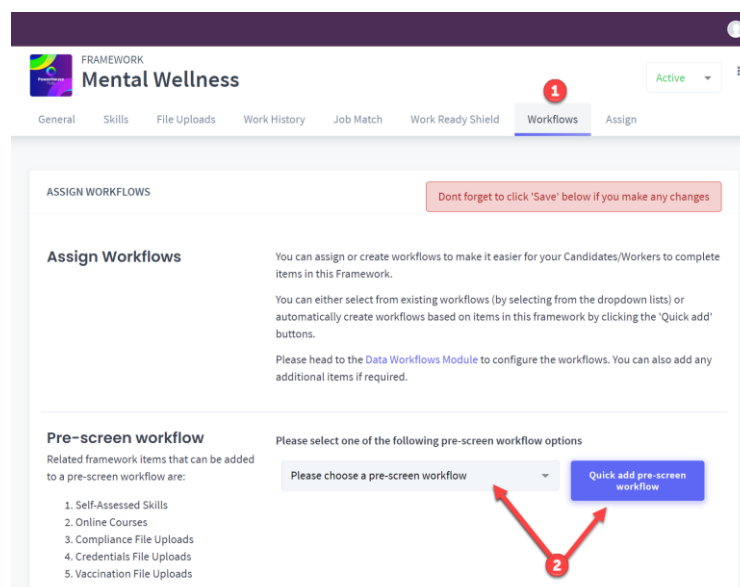 FRAMEWORK
Mental Wellness
Active
1
General Skills File Uploads Work History Job Match Work Ready Shield Workflows Assign
ASSIGN WORKFLOWS
Dont forget to click 'Save' below if you make any changes
Assign Workflows
You can assign or create workflows to make it easier for your Candidates/Workers to complete
items in this Framework.
You can either select from existing workflows (by selecting from the dropdown lists) or
automatically create workflows based on items in this framework by clicking the 'Quick add'
buttons.
Please head to the Data Workflows Module to configure the workflows. You can also add any
additional items if required.
Pre-screen workflow
Related framework items that can be added
to a pre-screen workflow are:
1. Self-Assessed Skills
2. Online Courses
3. Compliance File Uploads
4. Credentials File Uploads
5. Vaccination File Uploads
Please select one of the following pre-screen workflow options
Please choose a pre-screen workflow
Quick add pre-screen
workflow
2